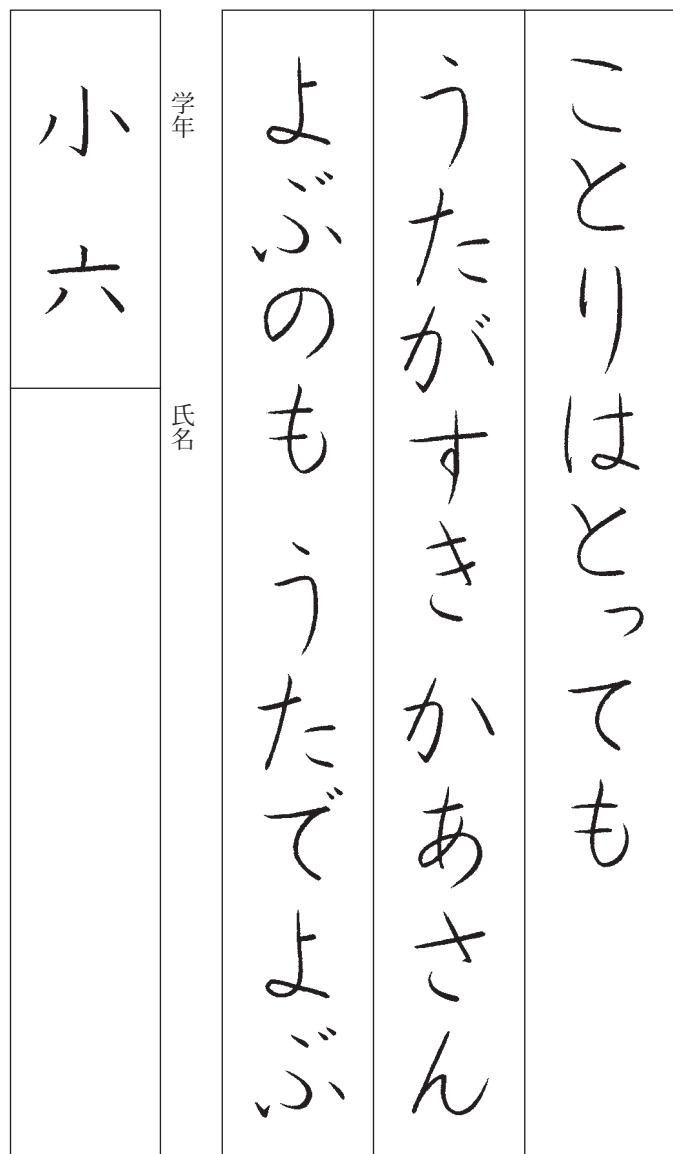 ことりはとっても
うたがすき かあさん
よぶのも うたでよぶ
学年
小六
氏名